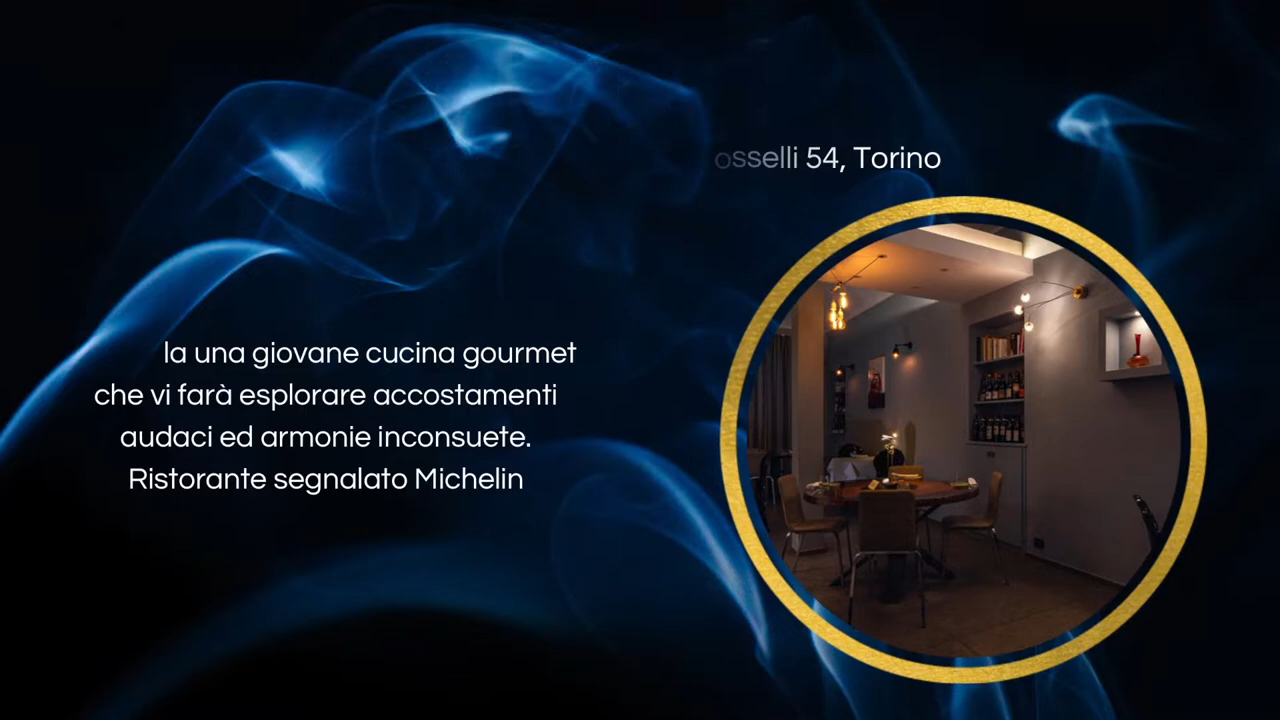 osselli 54, Torino
la una giovane cucina gourmet
che vi farà esplorare accostamenti
audaci ed armonie inconsuete.
Ristorante segnalato Michelin